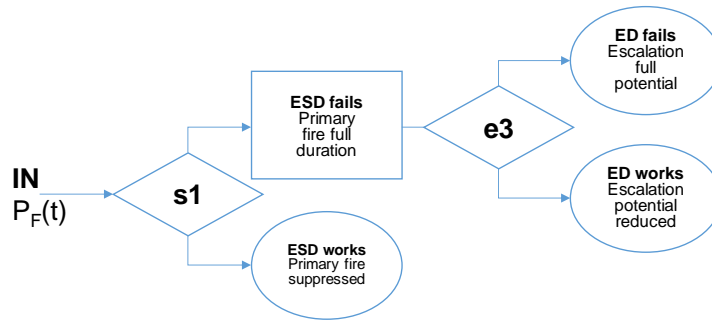 IN
P_F(t)
s1
ESD fails
Primary
fire full
duration
ESD works
Primary fire
suppressed
e3
ED fails
Escalation
full
potential
ED works
Escalation
potential
reduced